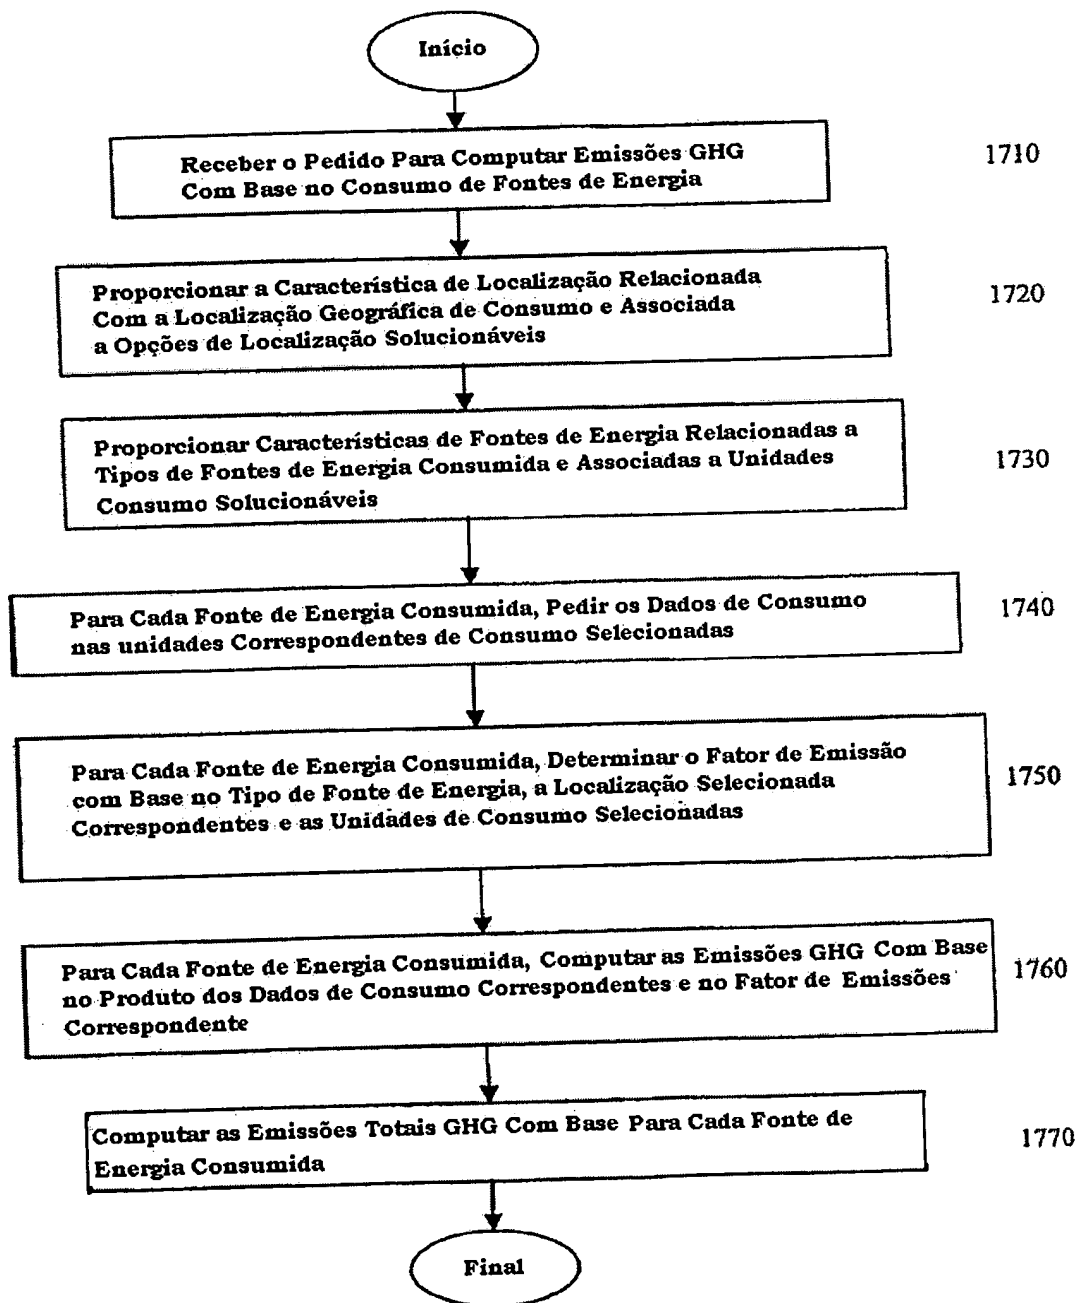 Início
Receber o Pedido Para Computar Emissões GHG
Com Base no Consumo de Fontes de Energia
1710
Proporcionar a Característica de Localização Relacionada
Com a Localização Geográfica de Consumo e Associada
a Opções de Localização Solucionáveis
1720
Proporcionar Características de Fontes de Energia Relacionadas a
Tipos de Fontes de Energia Consumida e Associadas a Unidades
Consumo Solucionáveis
1730
Para Cada Fonte de Energia Consumida, Pedir os Dados de Consumo
nas unidades Correspondentes de Consumo Selecionadas
1740
Para Cada Fonte de Energia Consumida, Determinar o Fator de Emissão
com Base no Tipo de Fonte de Energia, a Localização Selecionada
Correspondentes e as Unidades de Consumo Selecionadas
1750
Para Cada Fonte de Energia Consumida, Computar as Emissões GHG Com Base
no Produto dos Dados de Consumo Correspondentes e no Fator de Emissões
Correspondente
1760
Computar as Emissões Totais GHG Com Base Para Cada Fonte de
Energia Consumida
1770
Final